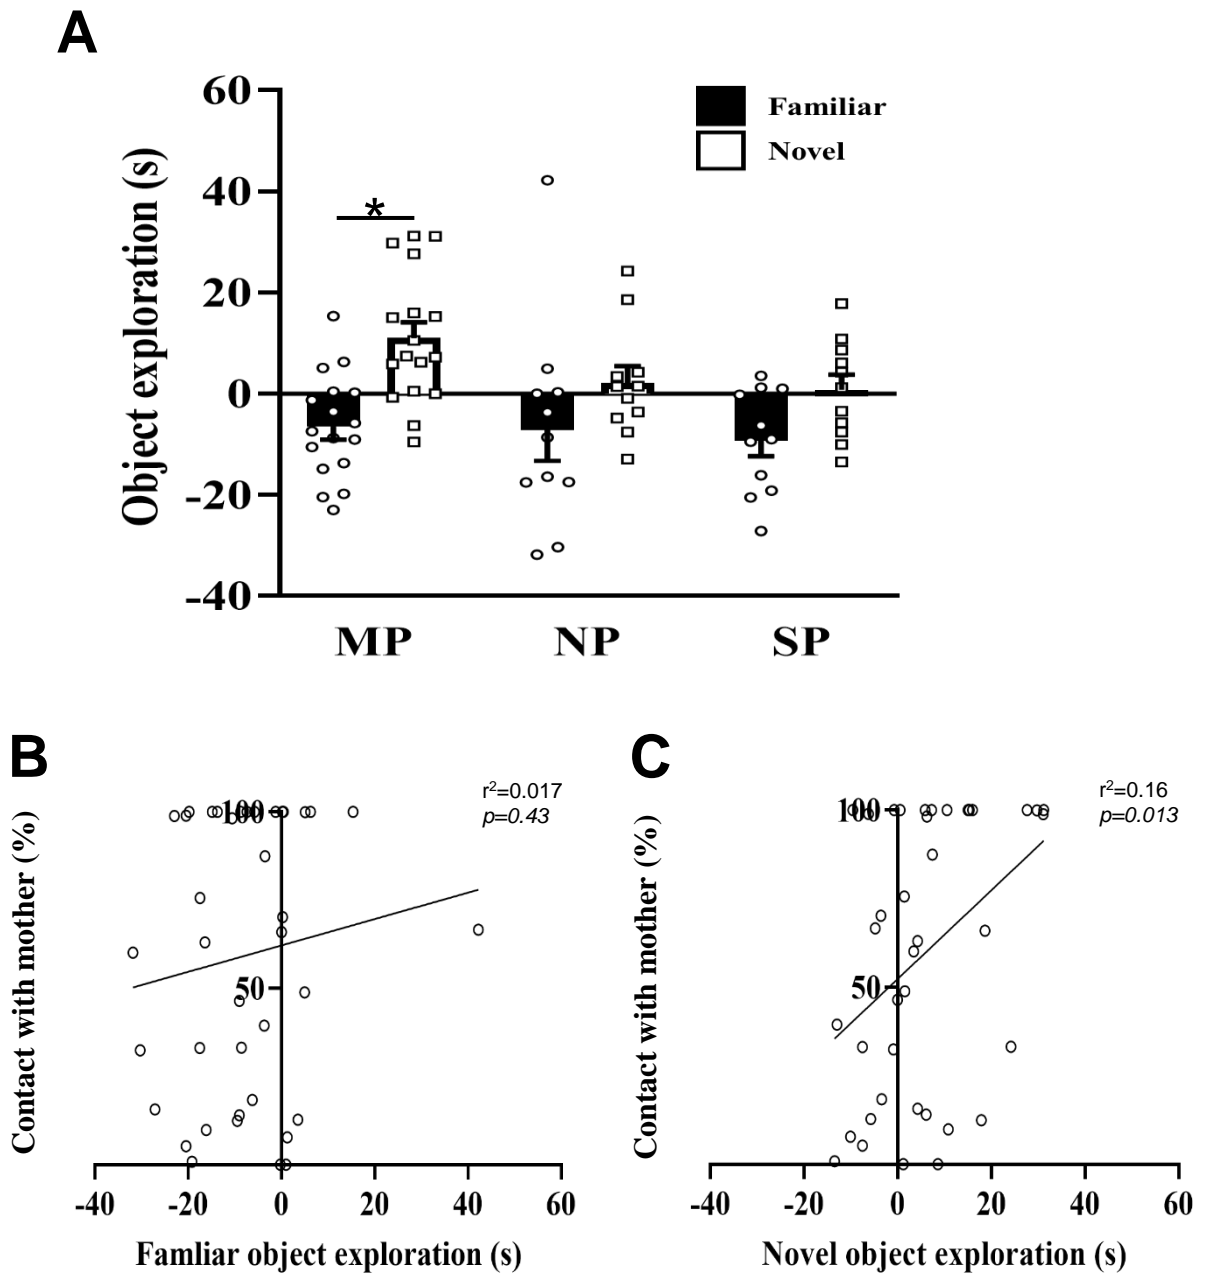 A
60
40
20
0
-20
-40
Object exploration (s)
Familiar
Novel
*
MP NP SP
B
r²=0.017
p=0.43
100
50
Contact with mother (%)
-40 -20 0 20 40 60
Famliar object exploration (s)
C
r²=0.16
p=0.013
100
50
Contact with mother (%)
-40 -20 0 20 40 60
Novel object exploration (s)